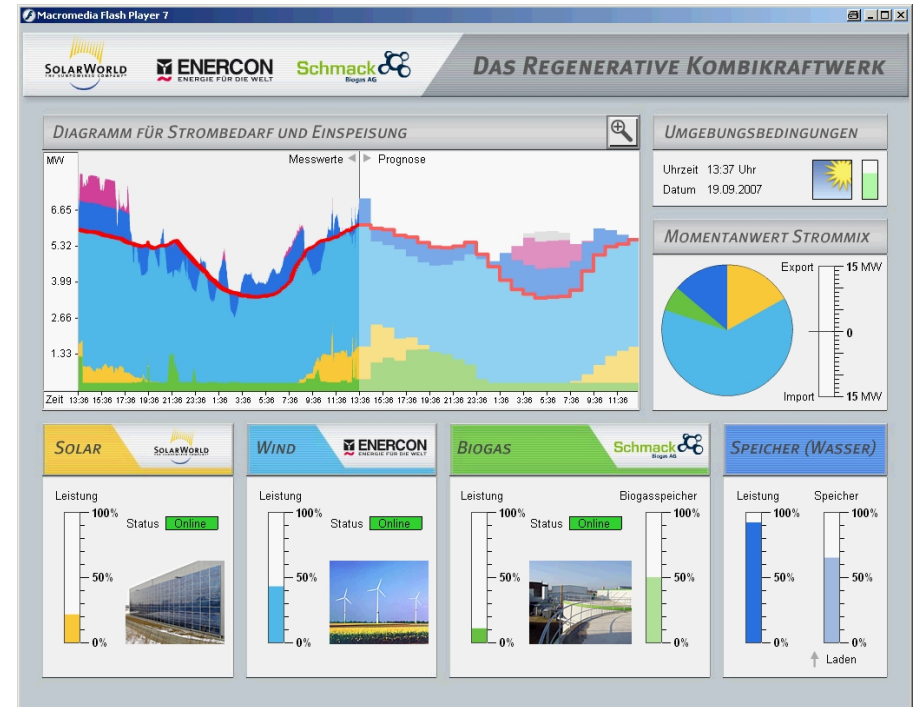 Macromedia Flash Player 7
SOLARWORLD
ENERCON
ENERGIE FÜR DIE WELT
Schmack
Biogas AG
DAS REGENERATIVE KOMBIKRAFTWERK
DIAGRAMM FÜR STROMBEDARF UND EINSPEISUNG
MW
Messwerte
Prognose
6.65
5.32
3.99
2.66
1.33
Zeit 13:36 15:36 17:36 19:36 21:36 23:36 1:36 3:36 5:36 7:36 9:36 11:36 13:36 15:36 17:36 19:36 21:36 23:36 1:36 3:36 5:36 7:36 9:36 11:36
UMGEBUNGSBEDINGUNGEN
Uhrzeit 13:37 Uhr
Datum 19.09.2007
MOMENTANWERT STROMMIX
Export 15 MW
0
Import 15 MW
SOLAR
SOLARWORLD
Leistung
100%
Status Online
50%
0%
WIND
ENERCON
ENERGIE FÜR DIE WELT
Leistung
100%
Status Online
50%
0%
BIOGAS
Schmack
Biogas AG
Leistung
Biogasspeicher
100%
Status Online
100%
50%
50%
0%
0%
SPEICHER (WASSER)
Leistung
Speicher
100%
100%
50%
50%
0%
0%
Laden